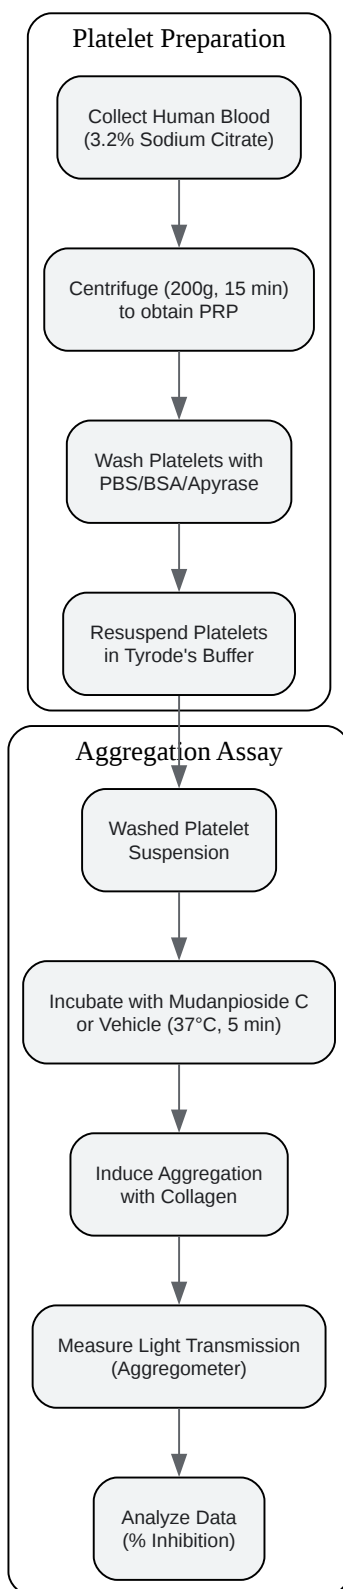 Platelet Preparation
Collect Human Blood
(3.2% Sodium Citrate)
Centrifuge (200g, 15 min)
to obtain PRP
Wash Platelets with
PBS/BSA/Apyrase
Resuspend Platelets
in Tyrode's Buffer
Aggregation Assay
Washed Platelet
Suspension
Incubate with Mudanpioside C
or Vehicle (37°C, 5 min)
Induce Aggregation
with Collagen
Measure Light Transmission
(Aggregometer)
Analyze Data
(% Inhibition)